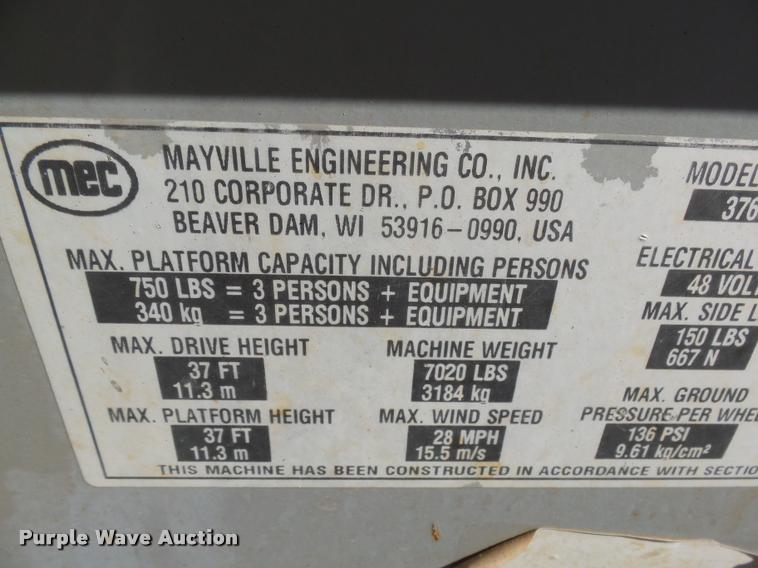 mec
MAYVILLE ENGINEERING CO., INC.
210 CORPORATE DR., P.O. BOX 990
BEAVER DAM, WI 53916-0990, USA
MODEL
376
MAX. PLATFORM CAPACITY INCLUDING PERSONS
750 LBS = 3 PERSONS + EQUIPMENT
340 kg = 3 PERSONS + EQUIPMENT
ELECTRICAL
48 VOLT
MAX. DRIVE HEIGHT
37 FT
11.3 m
MACHINE WEIGHT
7020 LBS
3184 kg
MAX. SIDE L
150 LBS
667 N
MAX. PLATFORM HEIGHT
37 FT
11.3 m
MAX. WIND SPEED
28 MPH
15.5 m/s
MAX. GROUND
PRESSURE PER WHEE
136 PSI
9.61 kg/cm²
THIS MACHINE HAS BEEN CONSTRUCTED IN ACCORDANCE WITH SECTIO
Purple Wave Auction